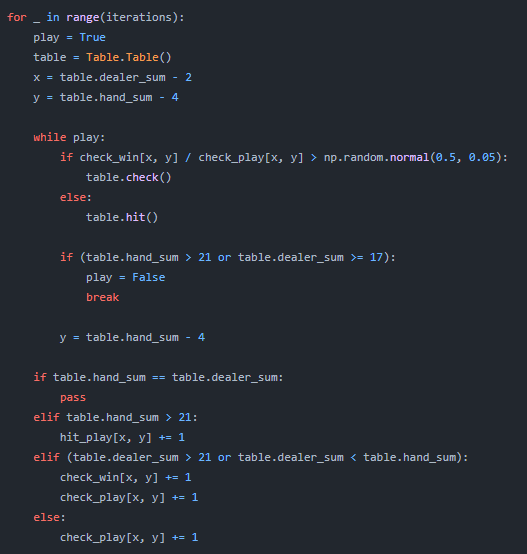 for _ in range(iterations):
    play = True
    table = Table.Table()
    x = table.dealer_sum - 2
    y = table.hand_sum - 4

    while play:
        if check_win[x, y] / check_play[x, y] > np.random.normal(0.5, 0.05):
            table.check()
        else:
            table.hit()

        if (table.hand_sum > 21 or table.dealer_sum >= 17):
            play = False
            break

        y = table.hand_sum - 4

    if table.hand_sum == table.dealer_sum:
        pass
    elif table.hand_sum > 21:
        hit_play[x, y] += 1
    elif (table.dealer_sum > 21 or table.dealer_sum < table.hand_sum):
        check_win[x, y] += 1
        check_play[x, y] += 1
    else:
        check_play[x, y] += 1